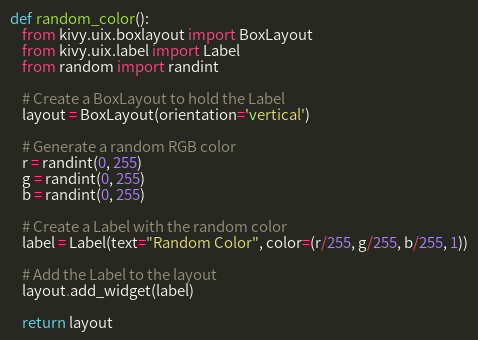 def random_color():
    from kivy.uix.boxlayout import BoxLayout
    from kivy.uix.label import Label
    from random import randint

    # Create a BoxLayout to hold the Label
    layout = BoxLayout(orientation='vertical')

    # Generate a random RGB color
    r = randint(0, 255)
    g = randint(0, 255)
    b = randint(0, 255)

    # Create a Label with the random color
    label = Label(text="Random Color", color=(r/255, g/255, b/255, 1))

    # Add the Label to the layout
    layout.add_widget(label)

    return layout